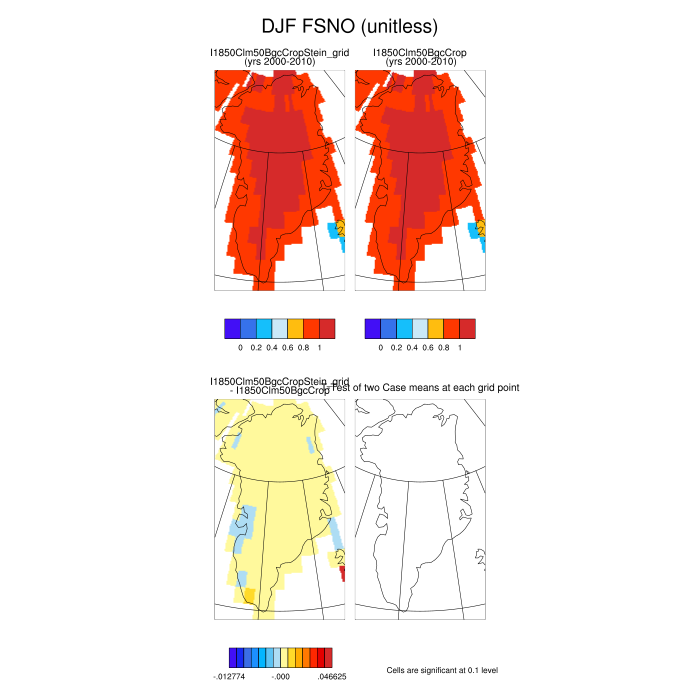 DJF FSNO (unitless)
I1850Clm50BgcCropStein_grid
(yrs 2000-2010)
I1850Clm50BgcCrop
(yrs 2000-2010)
0 0.2 0.4 0.6 0.8 1
0 0.2 0.4 0.6 0.8 1
I1850Clm50BgcCropStein_grid
- I1850Clm50BgcCrop
T-Test of two Case means at each grid point
-.012774 -.000 .046625
Cells are significant at 0.1 level